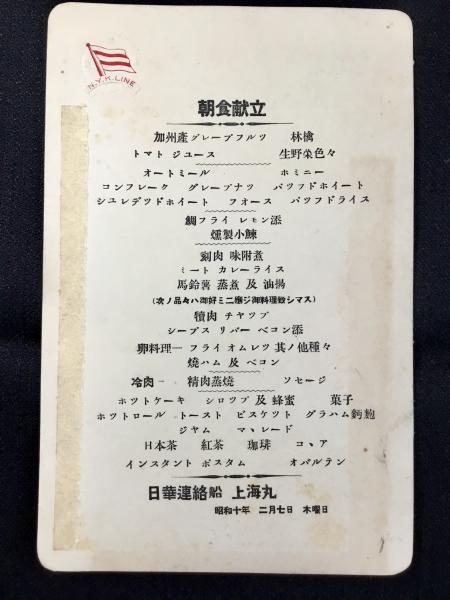 N.Y.K. LINE
朝食献立
加州產グレープフルツ 林檎
トマト ジユース 生野菜色々
オートミール ホミニー
コンフレーク グレープナツ パツフドホイート
シユレデツドホイート フオース パツフドライス
鯛フライ レモン添
燻製小鰊
刻肉 味附煮
ミート カレーライス
馬鈴薯 蒸煮 及 油揚
(次ノ品々ハ御好ミニ應ジ御料理致シマス)
犢肉 チヤツプ
シープス リバー ベコン添
卵料理ー フライ オムレツ 其ノ他種々
燒ハム 及 ベコン
冷肉ー 精肉蒸燒 ソセージ
ホツトケーキ シロツプ 及 蜂蜜 菓子
ホツトロール トースト ビスケツト グラハム麺麭
ジヤム マヽレード
日本茶 紅茶 珈琲 コヽア
インスタント ポスタム オバルテン
日華連絡船 上海丸
昭和十年 二月七日 木曜日